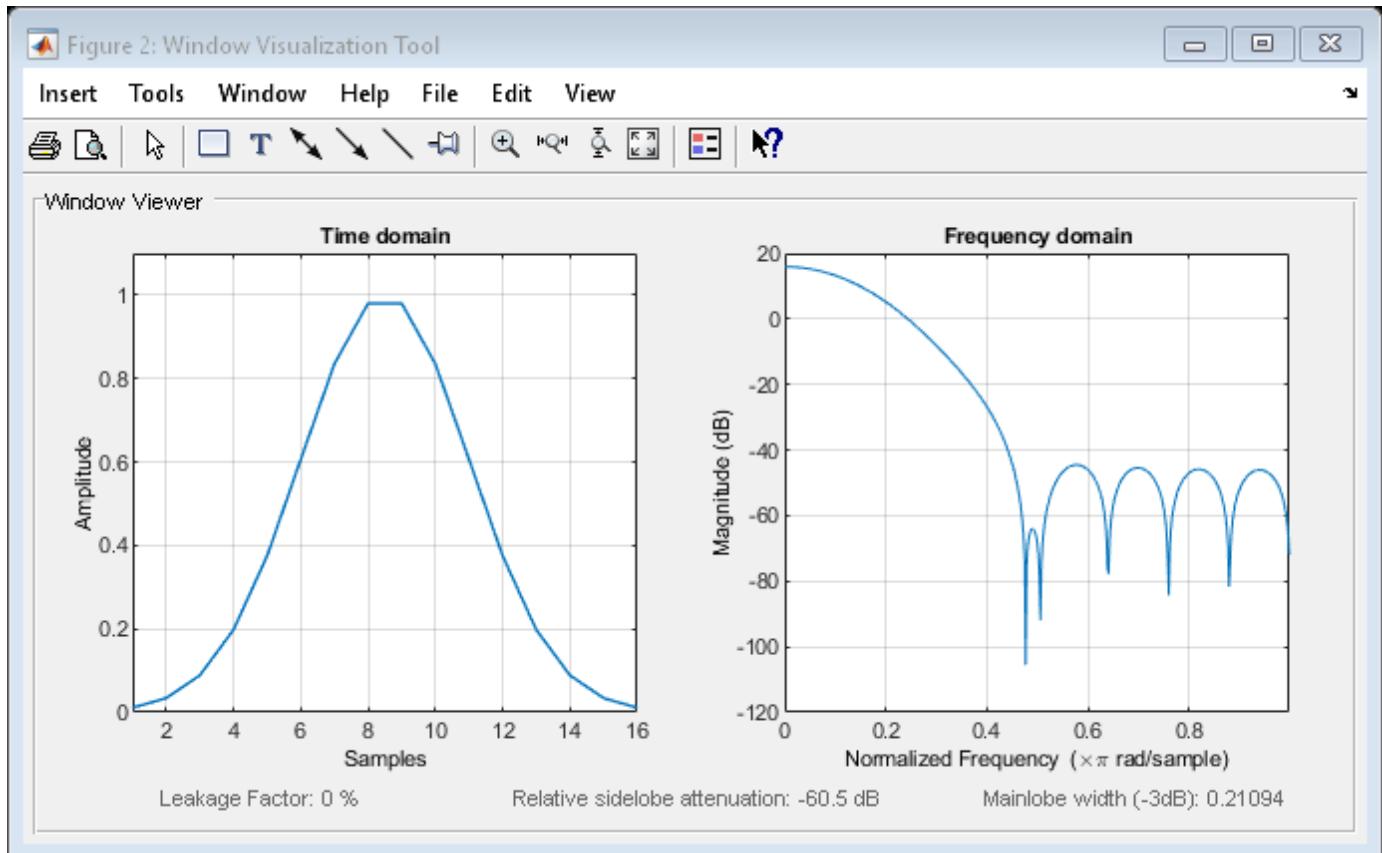 Figure 2: Window Visualization Tool
Insert Tools Window Help File Edit View
T
?
Window Viewer
Time domain
1
0.8
0.6
0.4
0.2
0
2 4 6 8 10 12 14 16
Amplitude
Samples
Frequency domain
20
0
-20
-40
-60
-80
-100
-120
0 0.2 0.4 0.6 0.8
Magnitude (dB)
Normalized Frequency (×π rad/sample)
Leakage Factor: 0 %
Relative sidelobe attenuation: -60.5 dB
Mainlobe width (-3dB): 0.21094